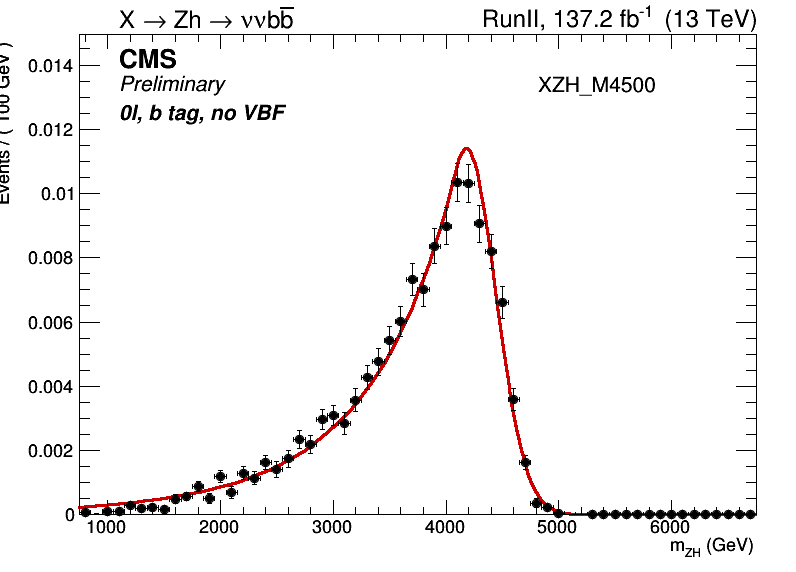 X → Zh → ννbb̅
RunII, 137.2 fb⁻¹ (13 TeV)
CMS
Preliminary
0l, b tag, no VBF
XZH_M4500
Events / ( 100 GeV )
0.014
0.012
0.01
0.008
0.006
0.004
0.002
0
1000 2000 3000 4000 5000 6000
m_ZH (GeV)